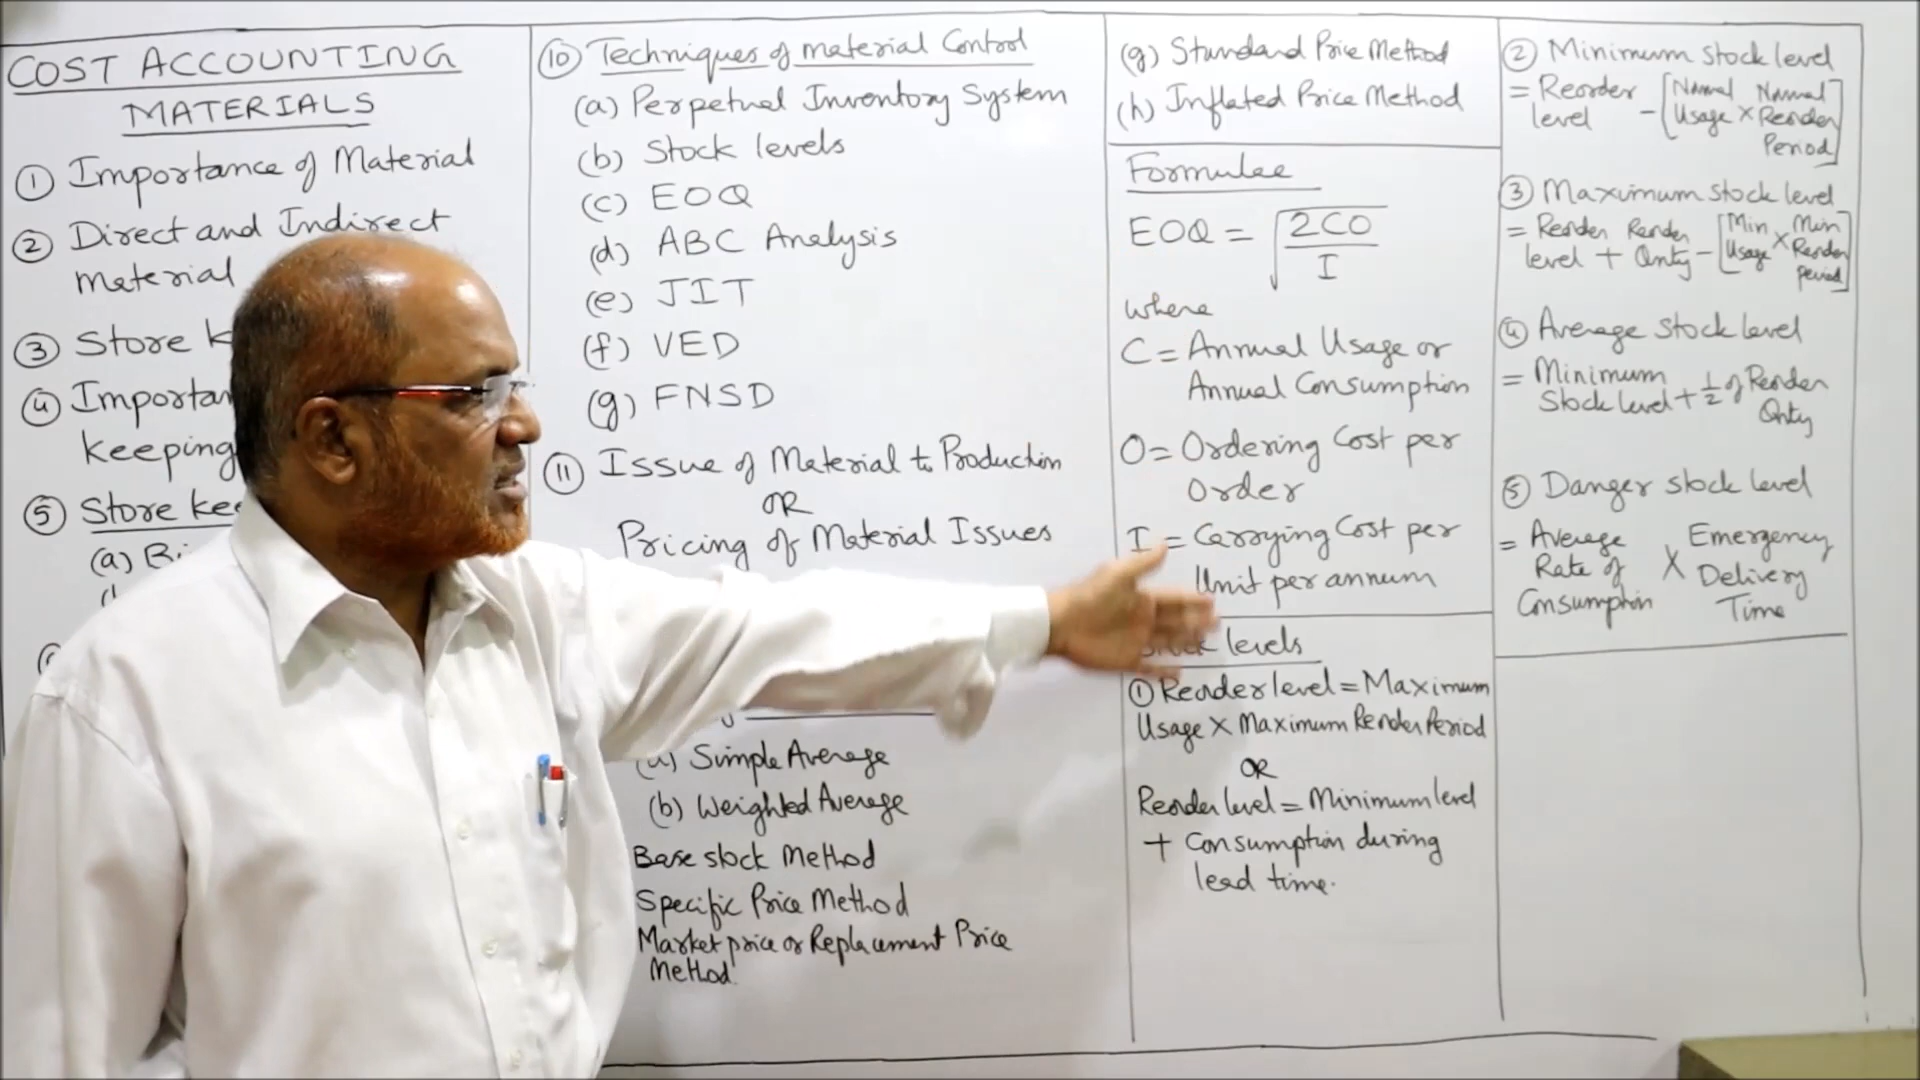 COST ACCOUNTING
MATERIALS
① Importance of Material
② Direct and Indirect
material
③ Store k
④ Importan
keeping
⑤ Store kee
(a) Bi
⑩ Techniques of material Control
(a) Perpetual Inventory System
(b) Stock levels
(c) EOQ
(d) ABC Analysis
(e) JIT
(f) VED
(g) FNSD
⑪ Issue of Material to Production
OR
Pricing of Material Issues
(a) Simple Average
(b) Weighted Average
Base stock Method
Specific Price Method
Market price or Replacement Price
Method.
(g) Standard Price Method
(h) Inflated Price Method
Formulae
EOQ = √2CO
I
where
C = Annual Usage or
Annual Consumption
O = Ordering Cost per
Order
I = Carrying Cost per
Unit per annum
levels
① Reorder level = Maximum
Usage × Maximum Reorder Period
OR
Reorder level = Minimum level
+ Consumption during
lead time.
② Minimum stock level
= Reorder level - [Normal Usage × Normal Reorder Period]
③ Maximum stock level
= Reorder level + Reorder Qnty - [Min Usage × Min Reorder period]
④ Average stock level
= Minimum Stock level + 1/2 of Reorder Qnty
⑤ Danger stock level
= Average Rate of Consumption × Emergency Delivery Time